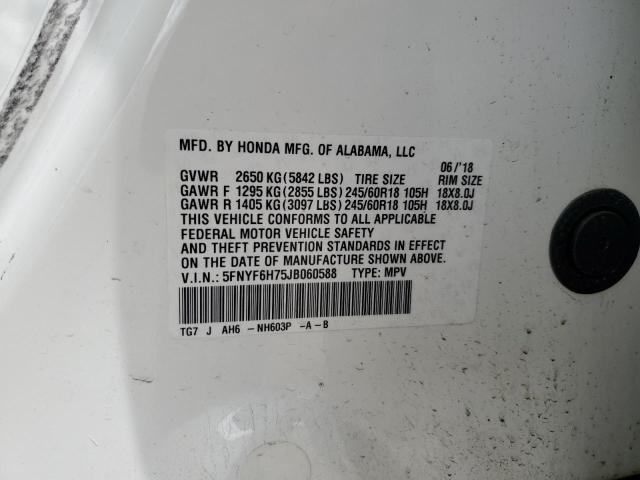 MFD. BY HONDA MFG. OF ALABAMA, LLC
06/'18
GVWR 2650 KG(5842 LBS) TIRE SIZE RIM SIZE
GAWR F 1295 KG(2855 LBS) 245/60R18 105H 18X8.0J
GAWR R 1405 KG(3097 LBS) 245/60R18 105H 18X8.0J
THIS VEHICLE CONFORMS TO ALL APPLICABLE
FEDERAL MOTOR VEHICLE SAFETY
AND THEFT PREVENTION STANDARDS IN EFFECT
ON THE DATE OF MANUFACTURE SHOWN ABOVE.
V.I.N.: 5FNYF6H75JB060588 TYPE: MPV
TG7 J AH6 -NH603P -A-B